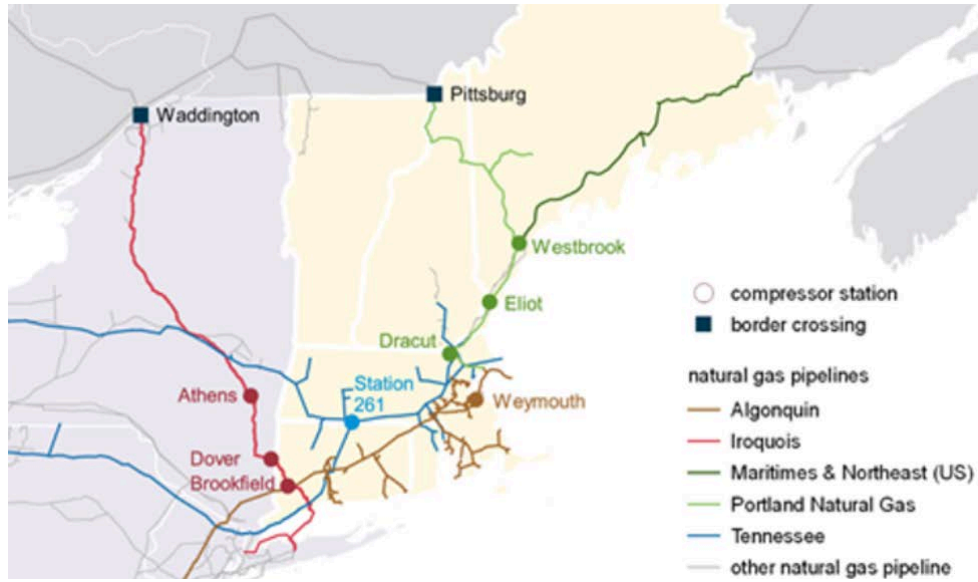 Waddington
Pittsburg
Westbrook
Eliot
Dracut
Station
261
Athens
Weymouth
Dover
Brookfield
compressor station
border crossing
natural gas pipelines
Algonquin
Iroquois
Maritimes & Northeast (US)
Portland Natural Gas
Tennessee
other natural gas pipeline